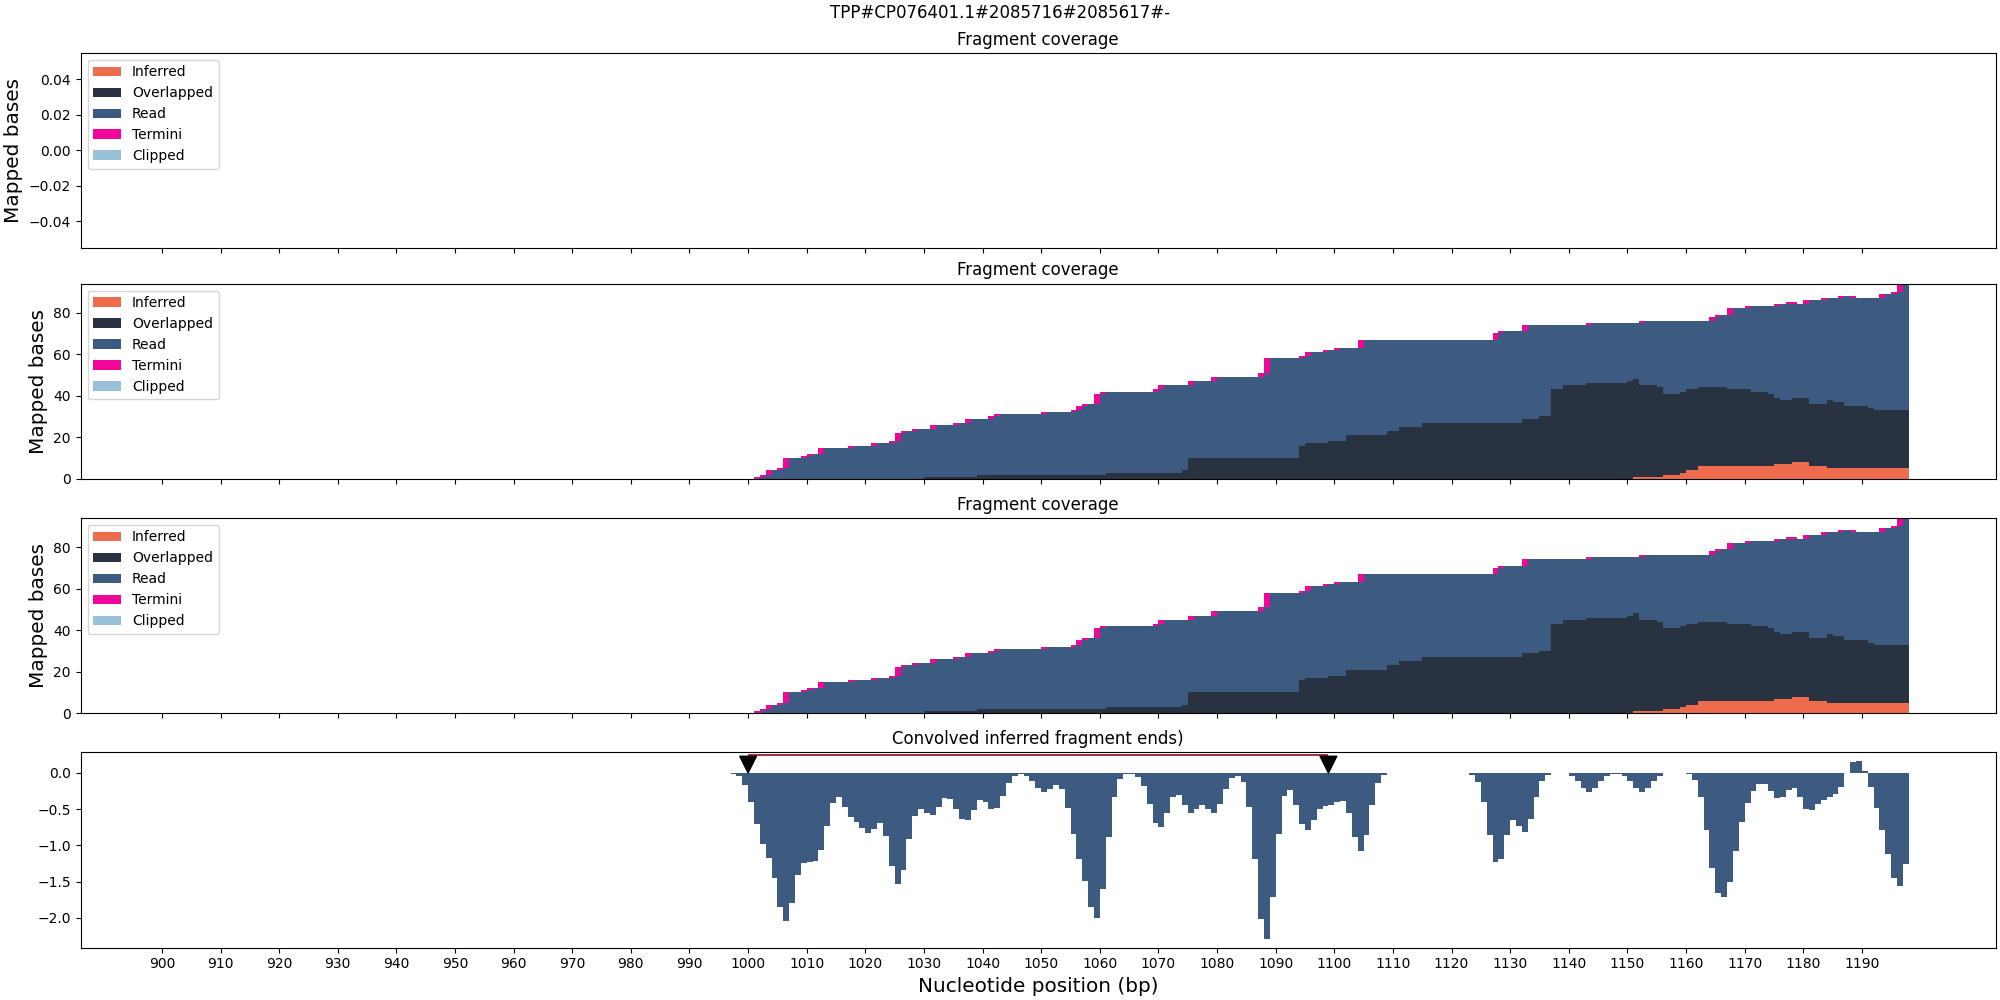 TPP#CP076401.1#2085716#2085617#-
Fragment coverage
Mapped bases
0.04
0.02
0.00
−0.02
−0.04
Inferred
Overlapped
Read
Termini
Clipped
Fragment coverage
Mapped bases
80
60
40
20
0
Inferred
Overlapped
Read
Termini
Clipped
Fragment coverage
Mapped bases
80
60
40
20
0
Inferred
Overlapped
Read
Termini
Clipped
Convolved inferred fragment ends)
0.0
−0.5
−1.0
−1.5
−2.0
900 910 920 930 940 950 960 970 980 990 1000 1010 1020 1030 1040 1050 1060 1070 1080 1090 1100 1110 1120 1130 1140 1150 1160 1170 1180 1190
Nucleotide position (bp)